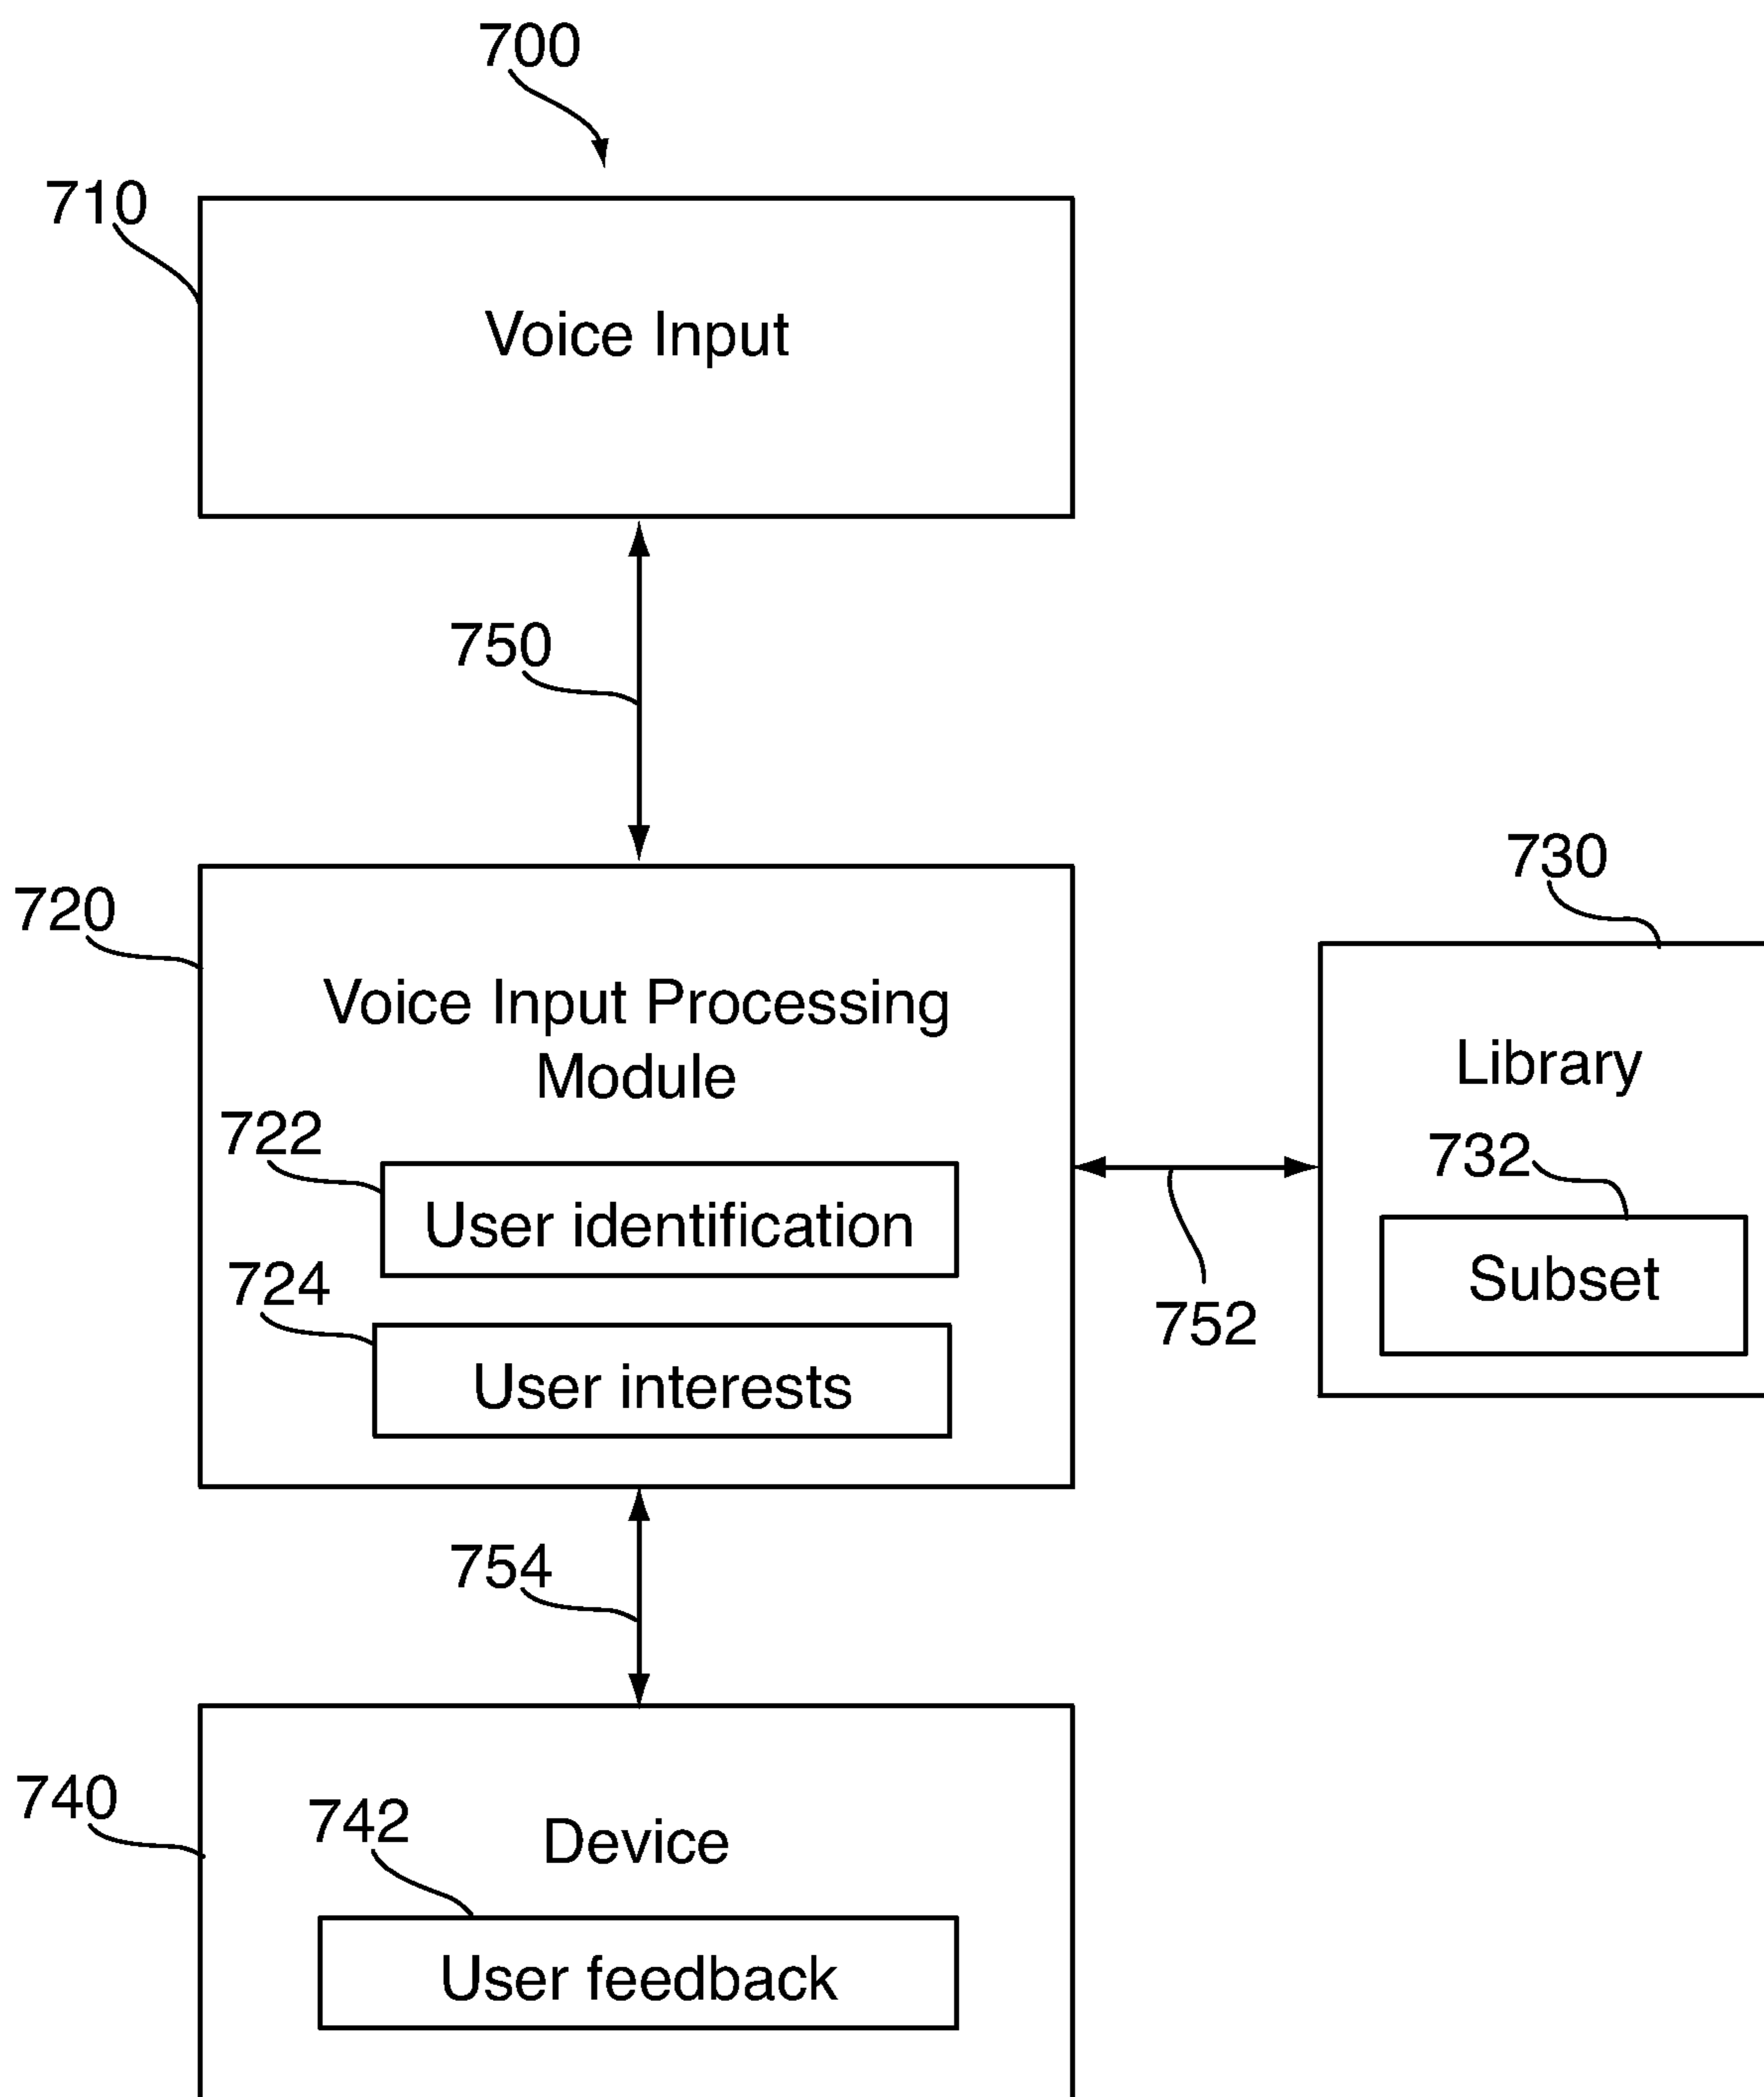 700
710
Voice Input
750
720
Voice Input Processing
Module
722
User identification
724
User interests
752
730
Library
732
Subset
754
740
742
Device
User feedback